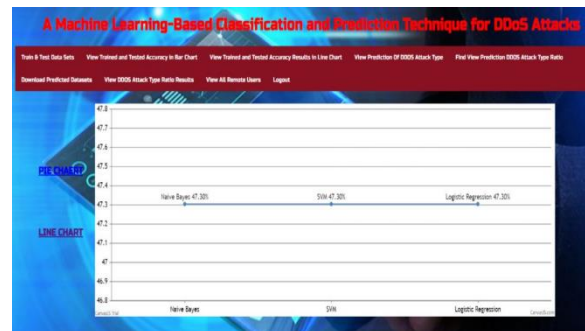 A Machine Learning-Based Classification and Prediction Technique for DDoS Attacks
Train & Test Data Sets View Trained and Tested Accuracy in Bar Chart View Trained and Tested Accuracy Results in Line Chart View Prediction Of DDOS Attack Type Find View Prediction DDOS Attack Type Ratio
Download Predicted Datasets View DDOS Attack Type Ratio Results View All Remote Users Logout
47.8
47.7
47.6
47.5
PIE CHAERT
47.4
Naive Bayes 47.30% SVM 47.30% Logistic Regression 47.30%
47.3
47.2
LINE CHART
47.1
47
46.9
46.8
Naive Bayes SVM Logistic Regression